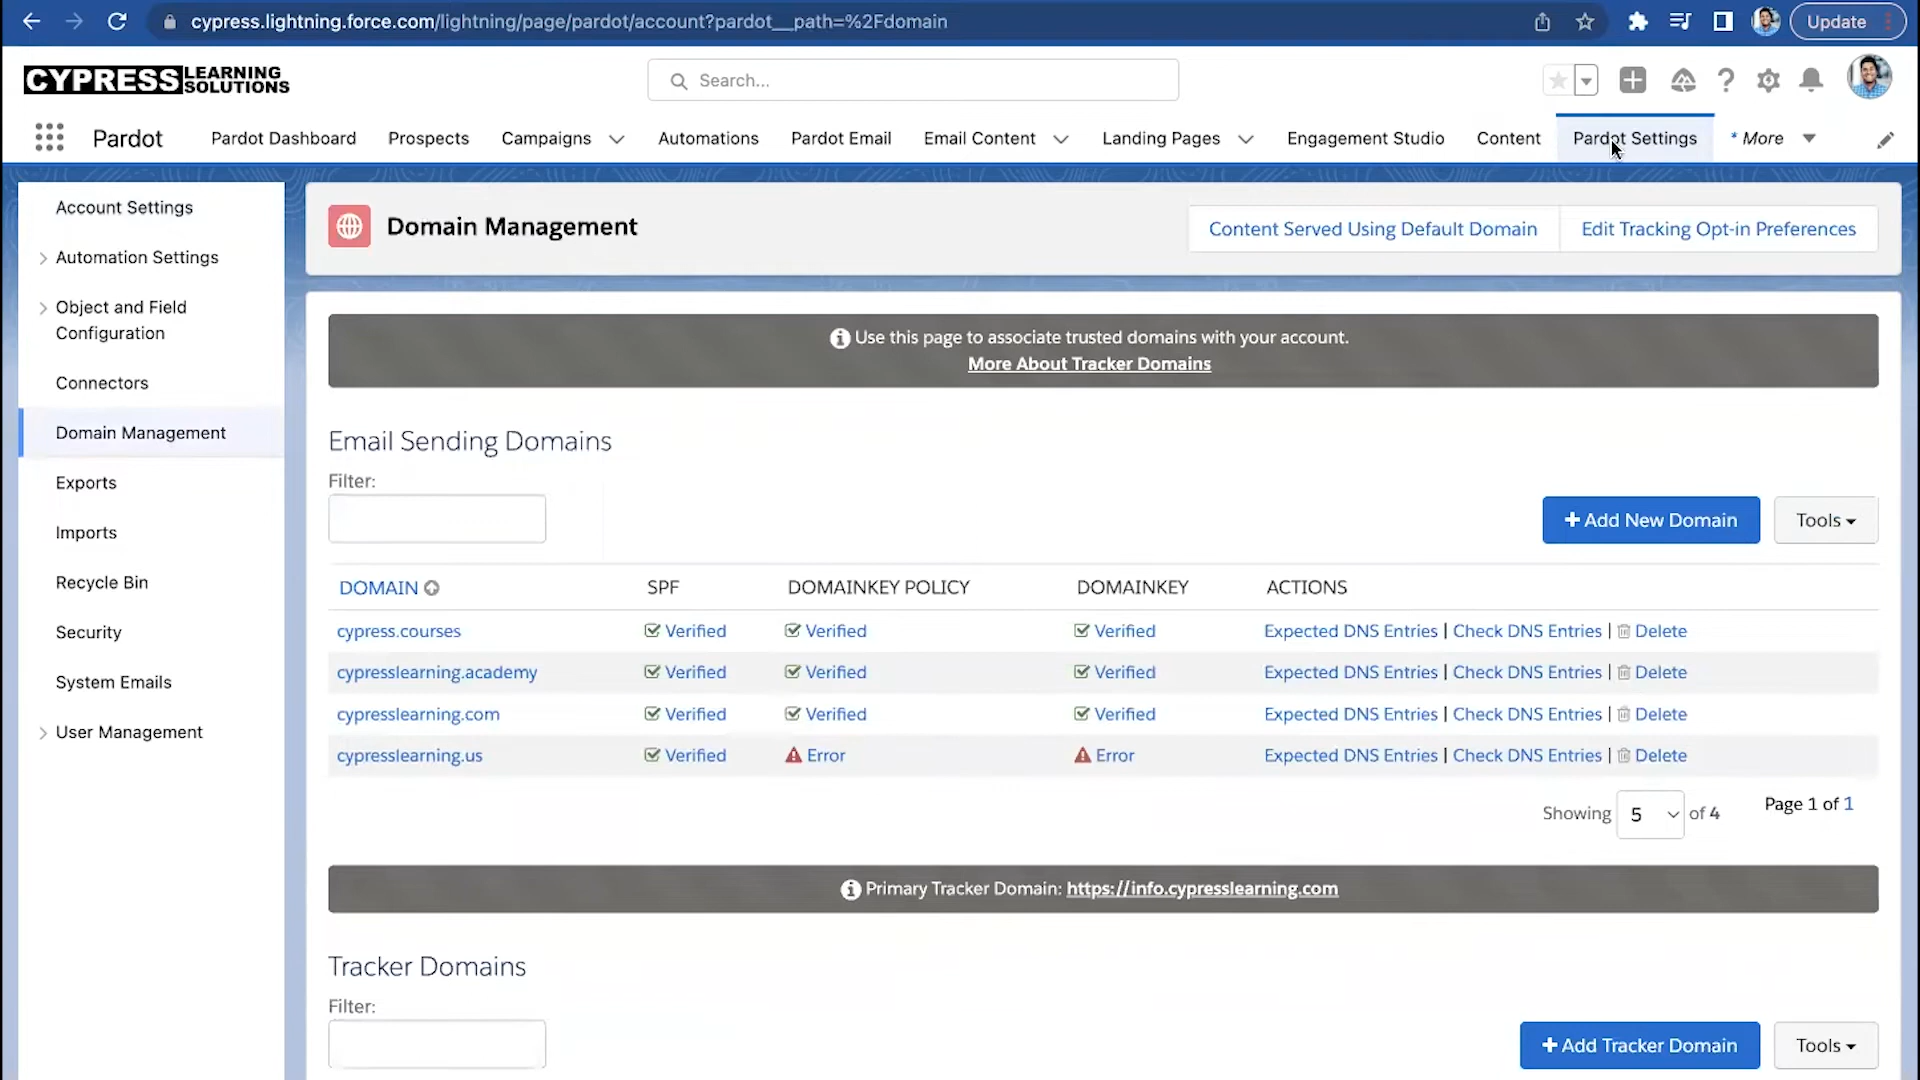 cypress.lightning.force.com/lightning/page/pardot/account?pardot__path=%2Fdomain
Update
CYPRESS LEARNING SOLUTIONS
Search...
Pardot
Pardot Dashboard
Prospects
Campaigns
Automations
Pardot Email
Email Content
Landing Pages
Engagement Studio
Content
Pardot Settings
* More
Account Settings
Automation Settings
Object and Field
Configuration
Connectors
Domain Management
Exports
Imports
Recycle Bin
Security
System Emails
User Management
Domain Management
Content Served Using Default Domain
Edit Tracking Opt-in Preferences
Use this page to associate trusted domains with your account.
More About Tracker Domains
Email Sending Domains
Filter:
+ Add New Domain
Tools
DOMAIN SPF DOMAINKEY POLICY DOMAINKEY ACTIONS
cypress.courses Verified Verified Verified Expected DNS Entries | Check DNS Entries | Delete
cypresslearning.academy Verified Verified Verified Expected DNS Entries | Check DNS Entries | Delete
cypresslearning.com Verified Verified Verified Expected DNS Entries | Check DNS Entries | Delete
cypresslearning.us Verified Error Error Expected DNS Entries | Check DNS Entries | Delete
Showing 5 of 4 Page 1 of 1
Primary Tracker Domain: https://info.cypresslearning.com
Tracker Domains
Filter:
+ Add Tracker Domain
Tools